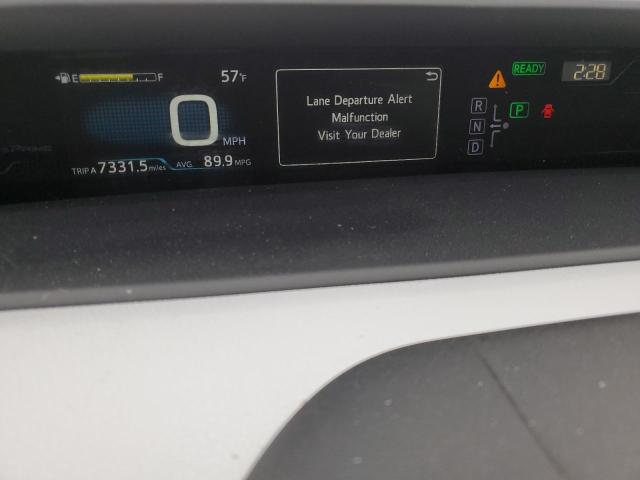 E F 57°F READY 2:28
0 MPH
TRIP A 7331.5 miles AVG. 89.9 MPG
Lane Departure Alert
Malfunction
Visit Your Dealer
R
N
D
P